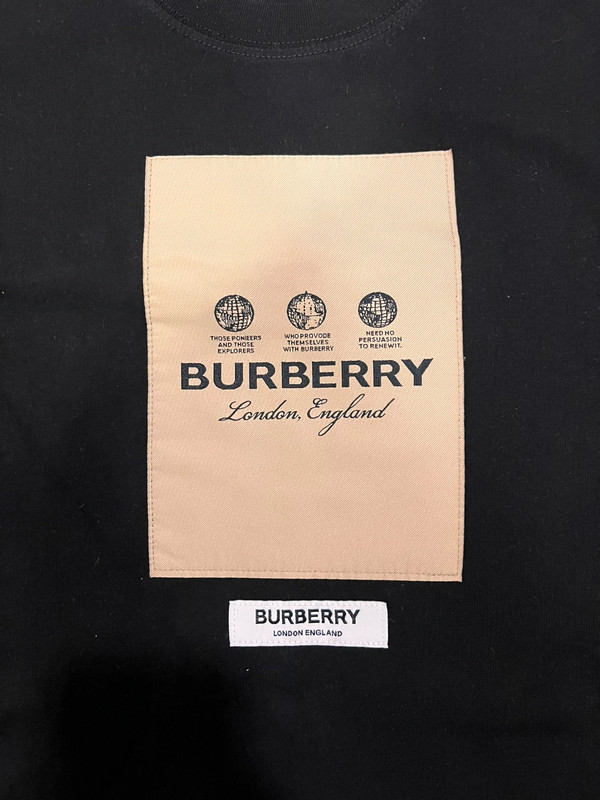 THOSE PONIEERS
AND THOSE
EXPLORERS
WHO PROVODE
THEMSELVES
WITH BURBERRY
NEED NO
PERSUASION
TO RENEWIT.
BURBERRY
London, England
BURBERRY
LONDON ENGLAND